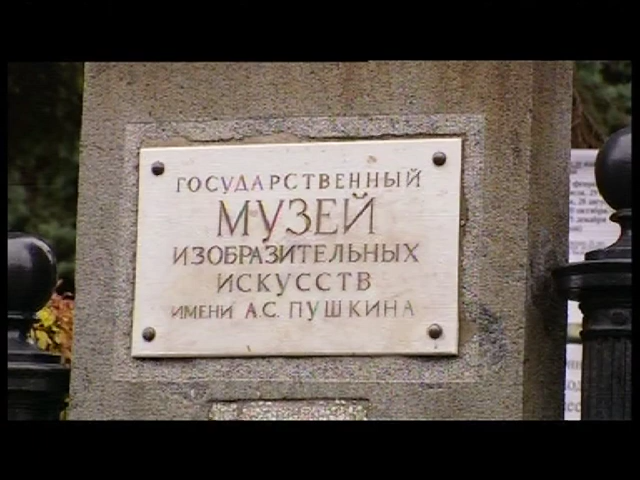 ГОСУДАРСТВЕННЫЙ
МУЗЕЙ
ИЗОБРАЗИТЕЛЬНЫХ
ИСКУССТВ
ИМЕНИ А.С. ПУШКИНА